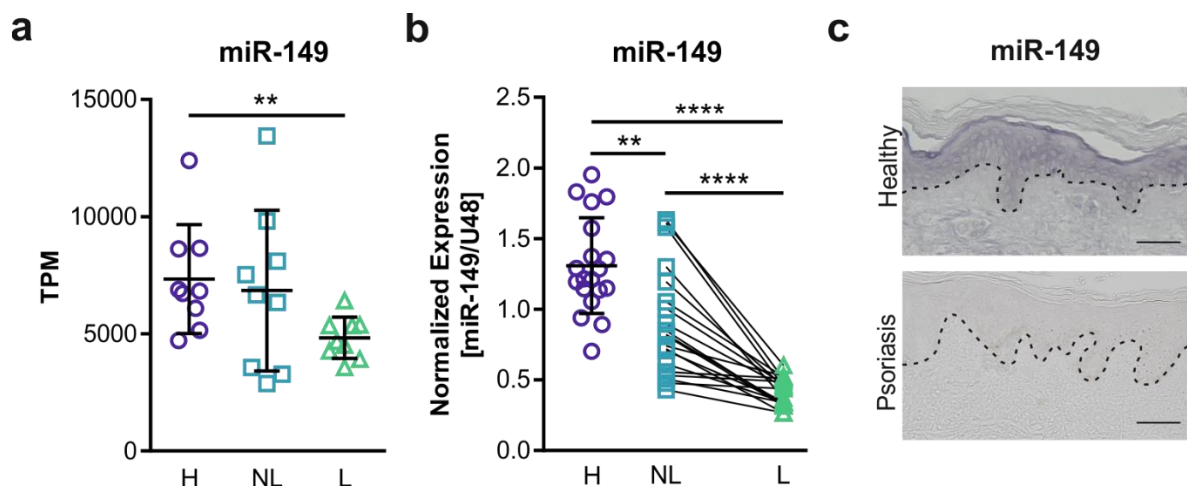 a
miR-149
**
15000
10000
5000
0
TPM
H NL L
b
miR-149
****
**
****
2.5
2.0
1.5
1.0
0.5
0.0
Normalized Expression
[miR-149/U48]
H NL L
c
miR-149
Healthy
Psoriasis